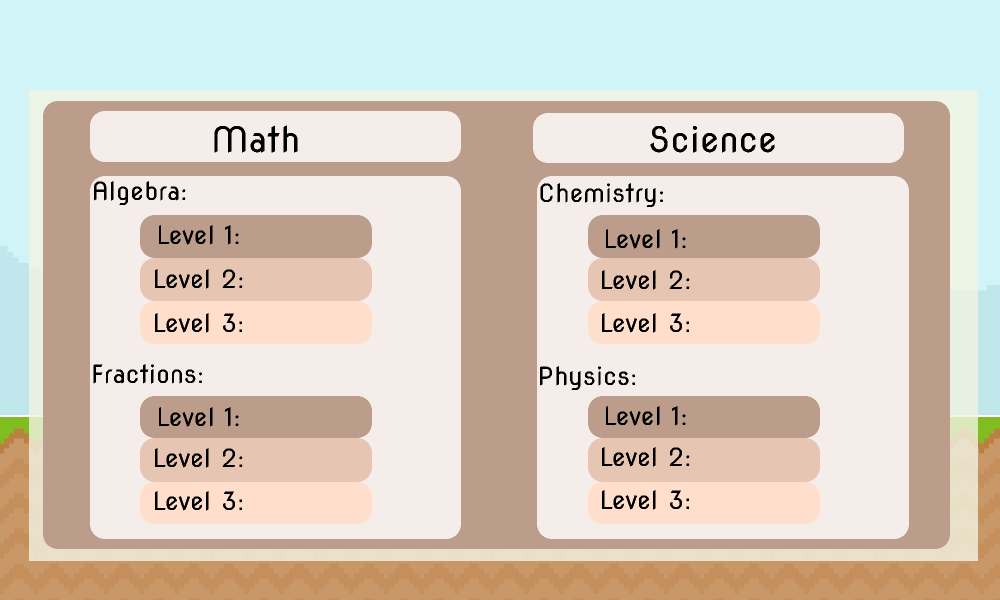 Math
Algebra:
Level 1:
Level 2:
Level 3:
Fractions:
Level 1:
Level 2:
Level 3:
Science
Chemistry:
Level 1:
Level 2:
Level 3:
Physics:
Level 1:
Level 2:
Level 3: